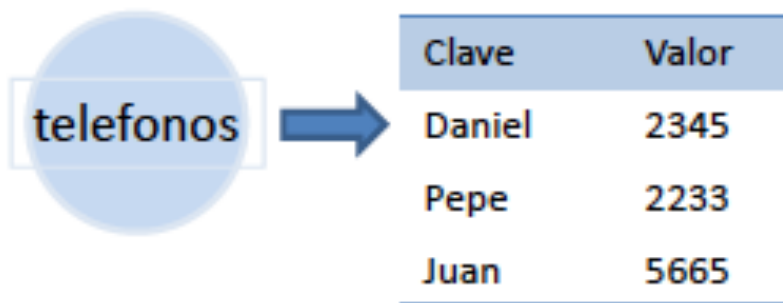 telefonos
Clave Valor
Daniel 2345
Pepe 2233
Juan 5665